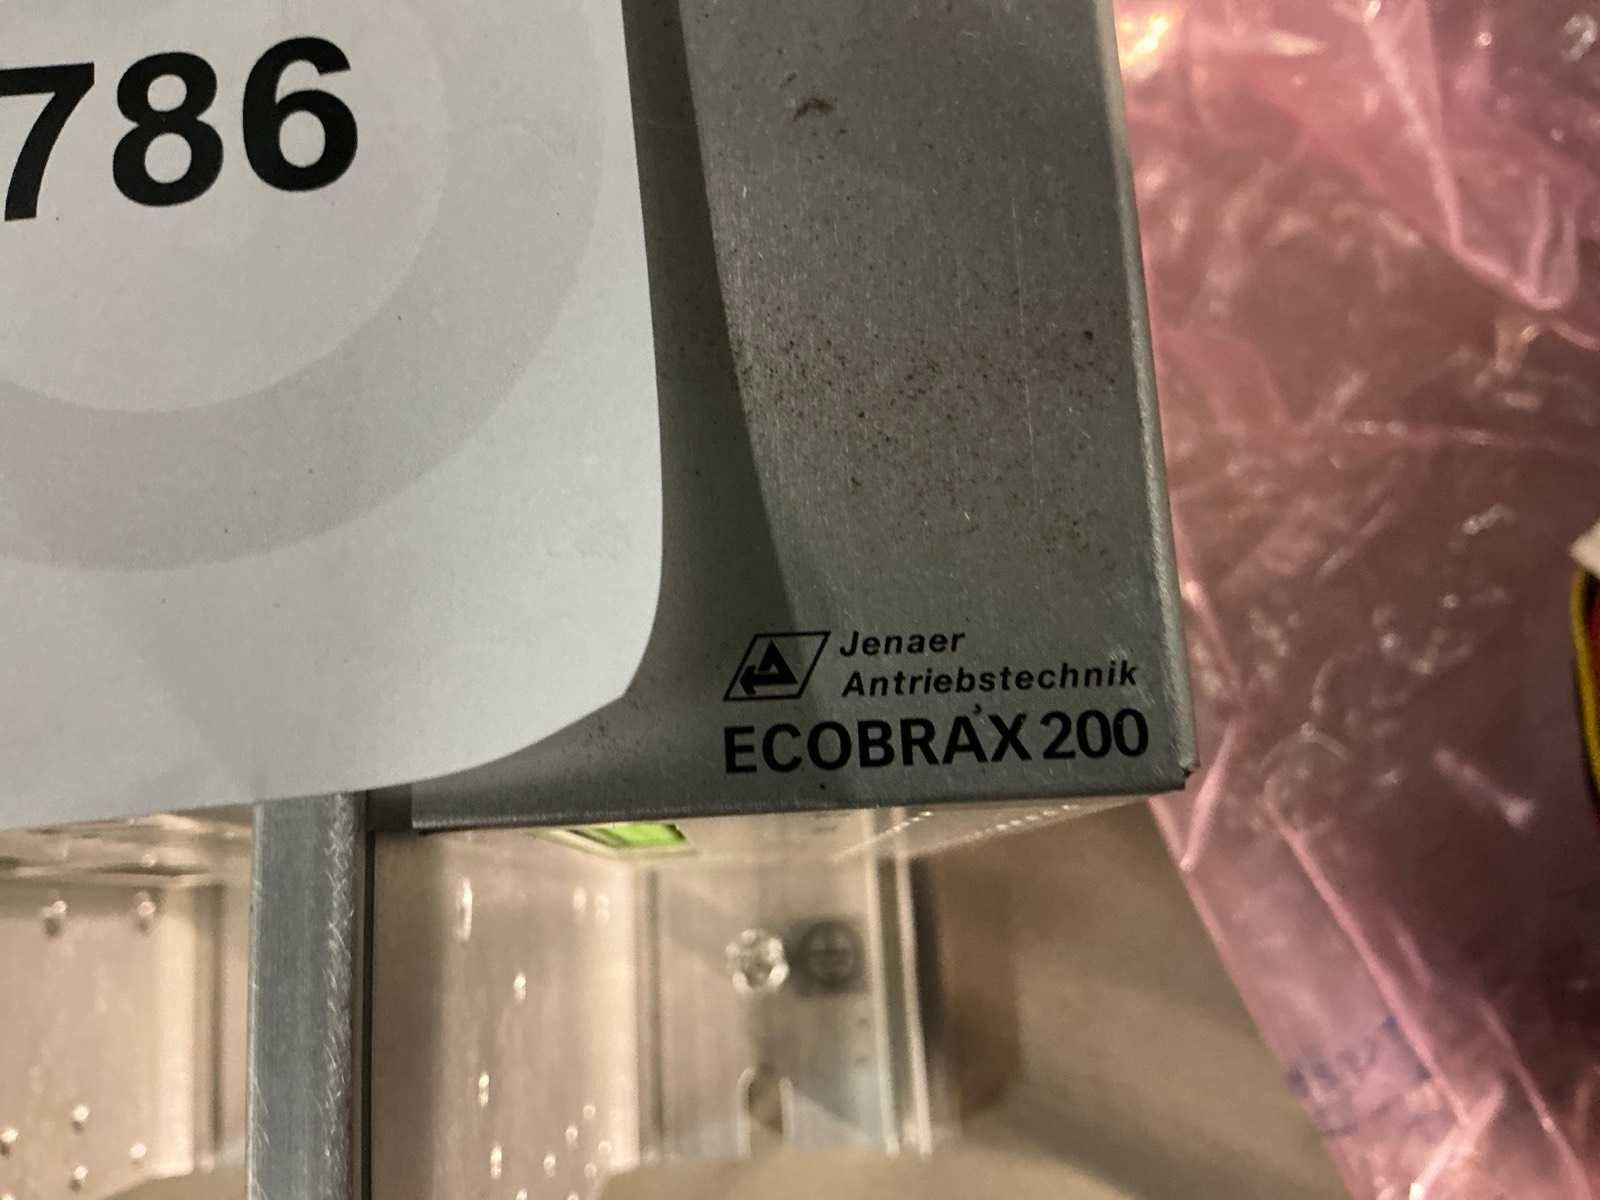 786
Jenaer
Antriebstechnik
ECOBRAX 200